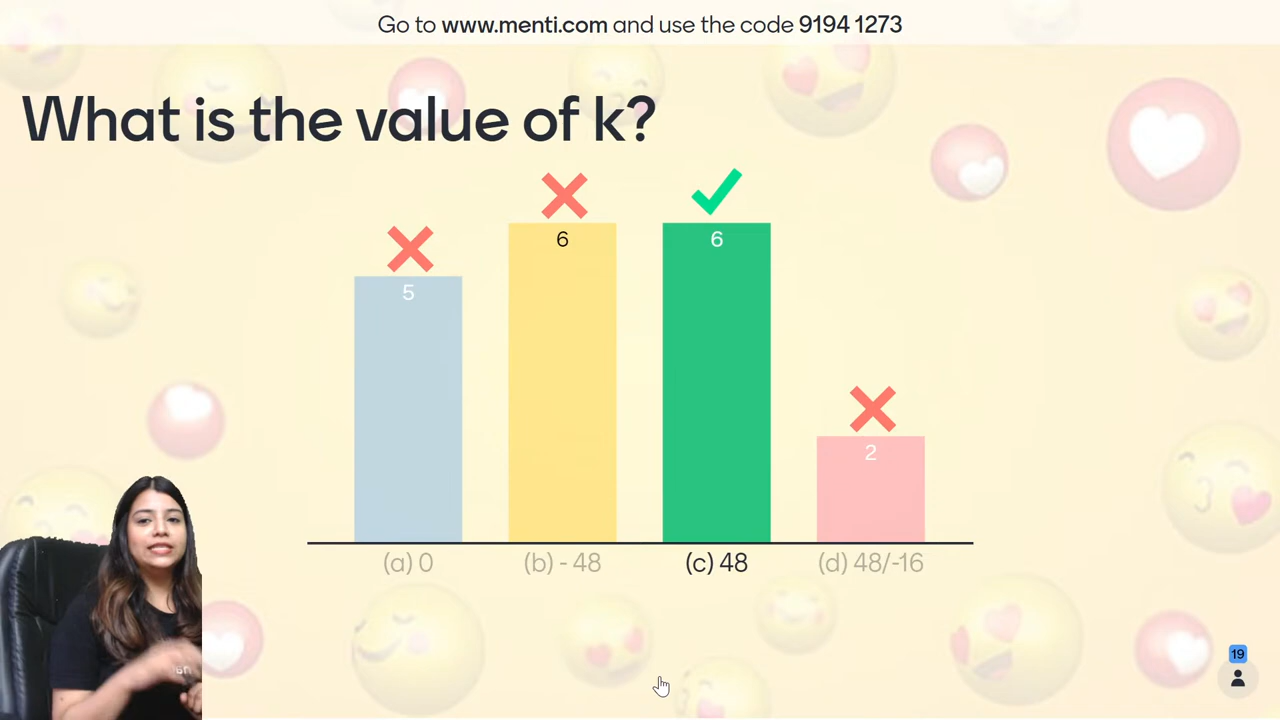 Go to www.menti.com and use the code 9194 1273
What is the value of k?
5
6
6
2
(a) 0
(b) - 48
(c) 48
(d) 48/-16
19